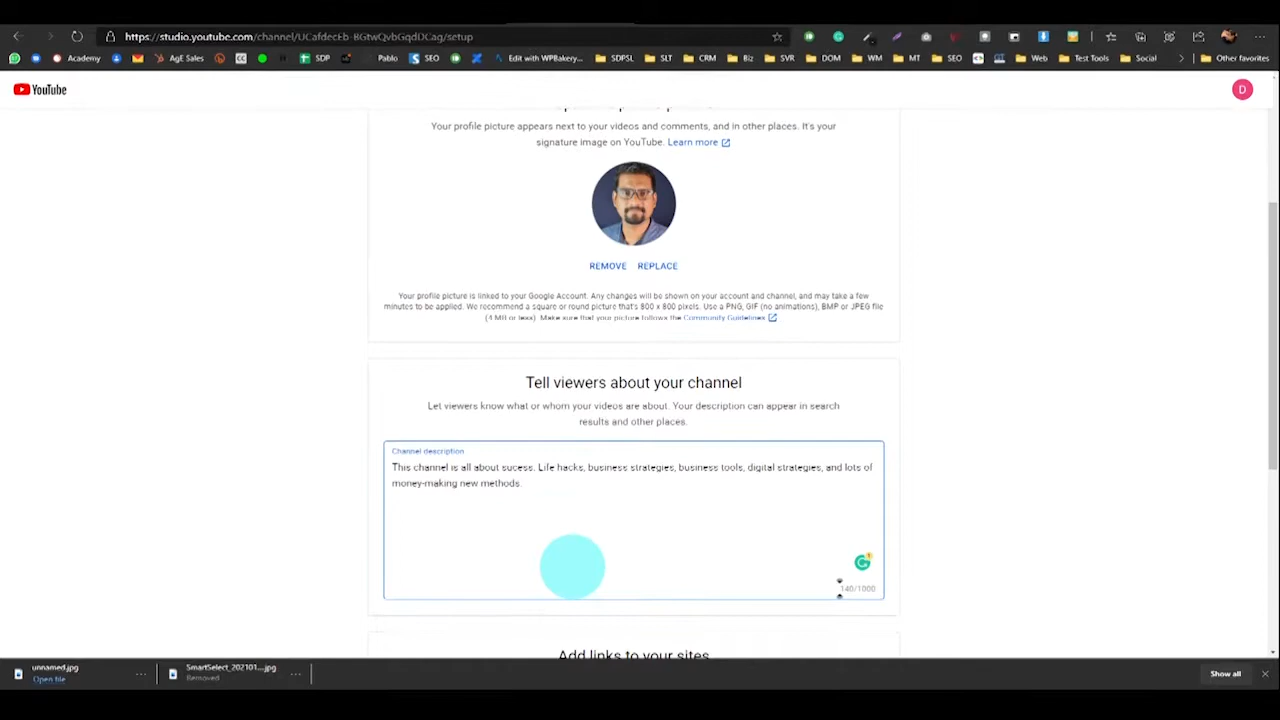 https://studio.youtube.com/channel/UCafdecEb-BGtwQvbGqdDCag/setup
Academy AgE Sales CC SDP Pablo SEO Edit with WPBakery... SDPSL SLT CRM Biz SVR DOM WM MT SEO Web Test Tools Social Other favorites
YouTube
D
Your profile picture appears next to your videos and comments, and in other places. It's your
signature image on YouTube. Learn more
REMOVE REPLACE
Your profile picture is linked to your Google Account. Any changes will be shown on your account and channel, and may take a few
minutes to be applied. We recommend a square or round picture that's 800 x 800 pixels. Use a PNG, GIF (no animations), BMP or JPEG file
(4 MB or less). Make sure that your picture follows the Community Guidelines
Tell viewers about your channel
Let viewers know what or whom your videos are about. Your description can appear in search
results and other places.
Channel description
This channel is all about sucess. Life hacks, business strategies, business tools, digital strategies, and lots of
money-making new methods.
140/1000
Add links to your sites
unnamed.jpg
Open file
SmartSelect_202101....jpg
Removed
Show all